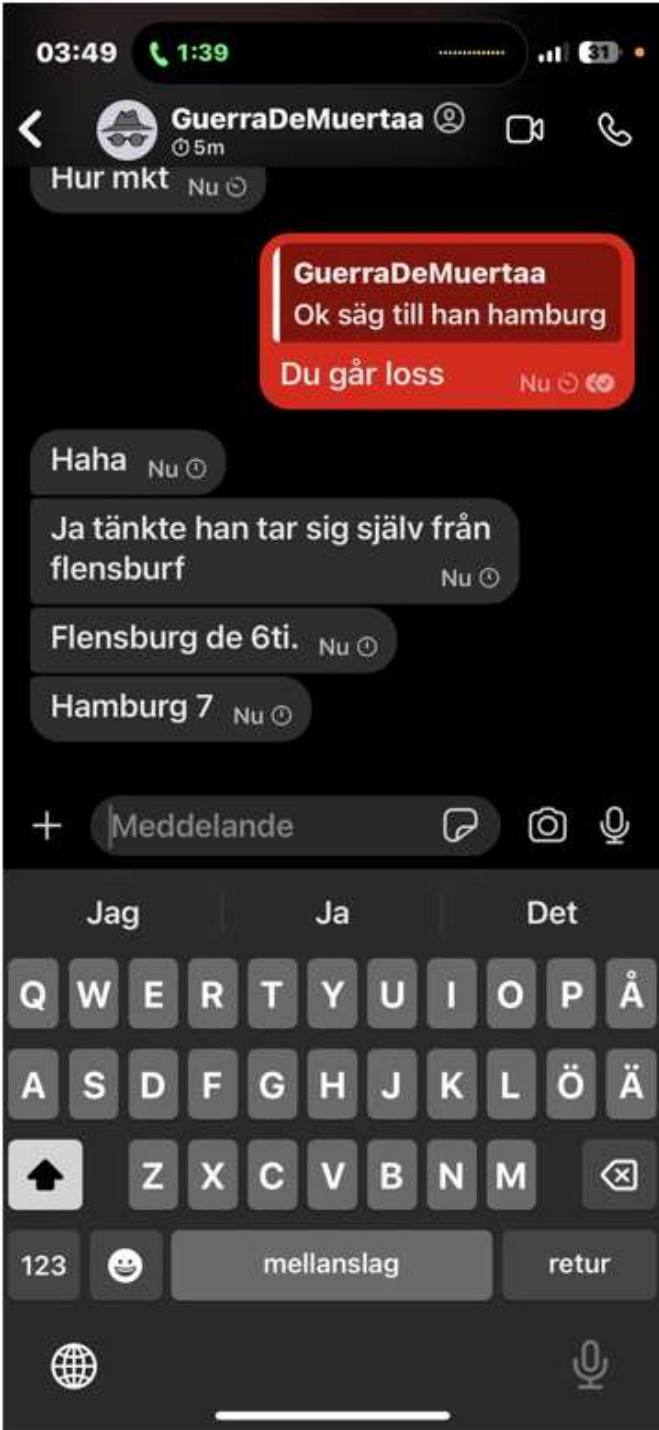 03:49 1:39 31
GuerraDeMuertaa
5m
Hur mkt Nu
GuerraDeMuertaa
Ok säg till han hamburg
Du går loss Nu
Haha Nu
Ja tänkte han tar sig själv från
flensburf Nu
Flensburg de 6ti. Nu
Hamburg 7 Nu
Meddelande
Jag Ja Det
Q W E R T Y U I O P Å
A S D F G H J K L Ö Ä
Z X C V B N M
123 mellanslag retur